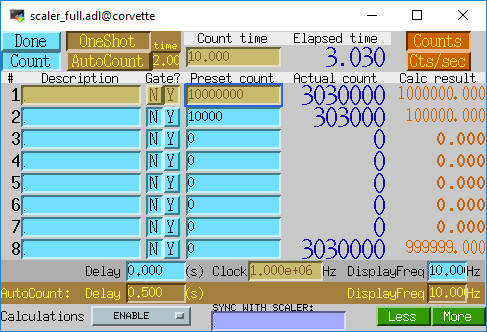 scaler_full.adl@corvette
Done OneShot time Count time Elapsed time Counts
Count AutoCount 2.00 10.000 3.030 Cts/sec
# Description Gate? Preset count Actual count Calc result
1 N Y 10000000 3030000 1000000.000
2 N Y 10000 303000 100000.000
3 N Y 0 0 0.000
4 N Y 0 0 0.000
5 N Y 0 0 0.000
6 N Y 0 0 0.000
7 N Y 0 0 0.000
8 N Y 0 3030000 999999.000
Delay 0.000 (s) Clock 1.000e+06 Hz DisplayFreq 10.00 Hz
AutoCount: Delay 0.500 (s) DisplayFreq 10.00 Hz
Calculations ENABLE SYNC WITH SCALER: Less More